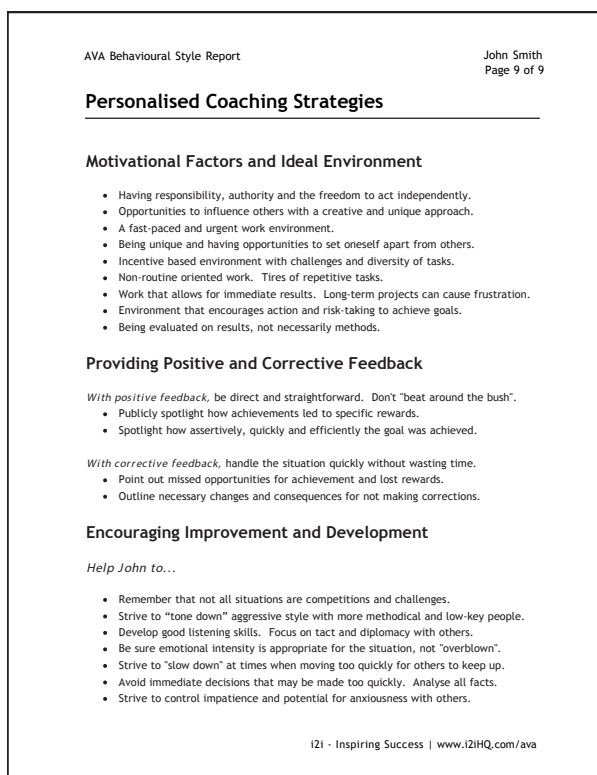 AVA Behavioural Style Report
John Smith
Page 9 of 9
Personalised Coaching Strategies
Motivational Factors and Ideal Environment
• Having responsibility, authority and the freedom to act independently.
• Opportunities to influence others with a creative and unique approach.
• A fast-paced and urgent work environment.
• Being unique and having opportunities to set oneself apart from others.
• Incentive based environment with challenges and diversity of tasks.
• Non-routine oriented work. Tires of repetitive tasks.
• Work that allows for immediate results. Long-term projects can cause frustration.
• Environment that encourages action and risk-taking to achieve goals.
• Being evaluated on results, not necessarily methods.
Providing Positive and Corrective Feedback
With positive feedback, be direct and straightforward. Don't "beat around the bush".
• Publicly spotlight how achievements led to specific rewards.
• Spotlight how assertively, quickly and efficiently the goal was achieved.
With corrective feedback, handle the situation quickly without wasting time.
• Point out missed opportunities for achievement and lost rewards.
• Outline necessary changes and consequences for not making corrections.
Encouraging Improvement and Development
Help John to...
• Remember that not all situations are competitions and challenges.
• Strive to “tone down” aggressive style with more methodical and low-key people.
• Develop good listening skills. Focus on tact and diplomacy with others.
• Be sure emotional intensity is appropriate for the situation, not "overblown".
• Strive to "slow down" at times when moving too quickly for others to keep up.
• Avoid immediate decisions that may be made too quickly. Analyse all facts.
• Strive to control impatience and potential for anxiousness with others.
i2i - Inspiring Success | www.i2iHQ.com/ava